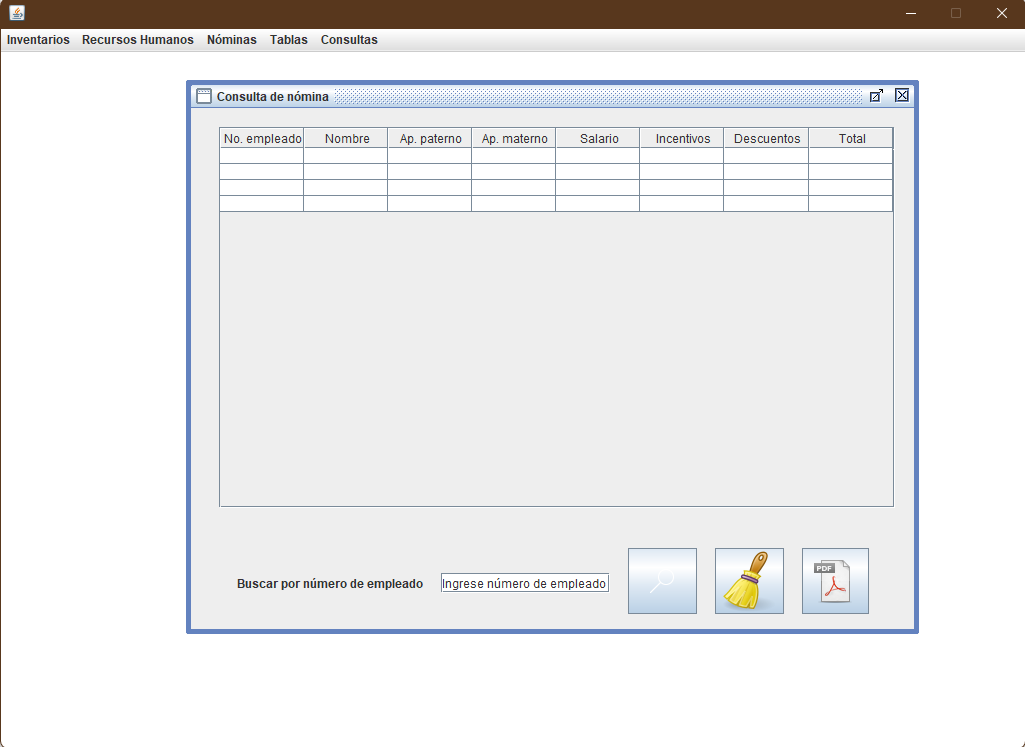 Inventarios Recursos Humanos Nóminas Tablas Consultas
Consulta de nómina
No. empleado Nombre Ap. paterno Ap. materno Salario Incentivos Descuentos Total
Buscar por número de empleado Ingrese número de empleado PDF